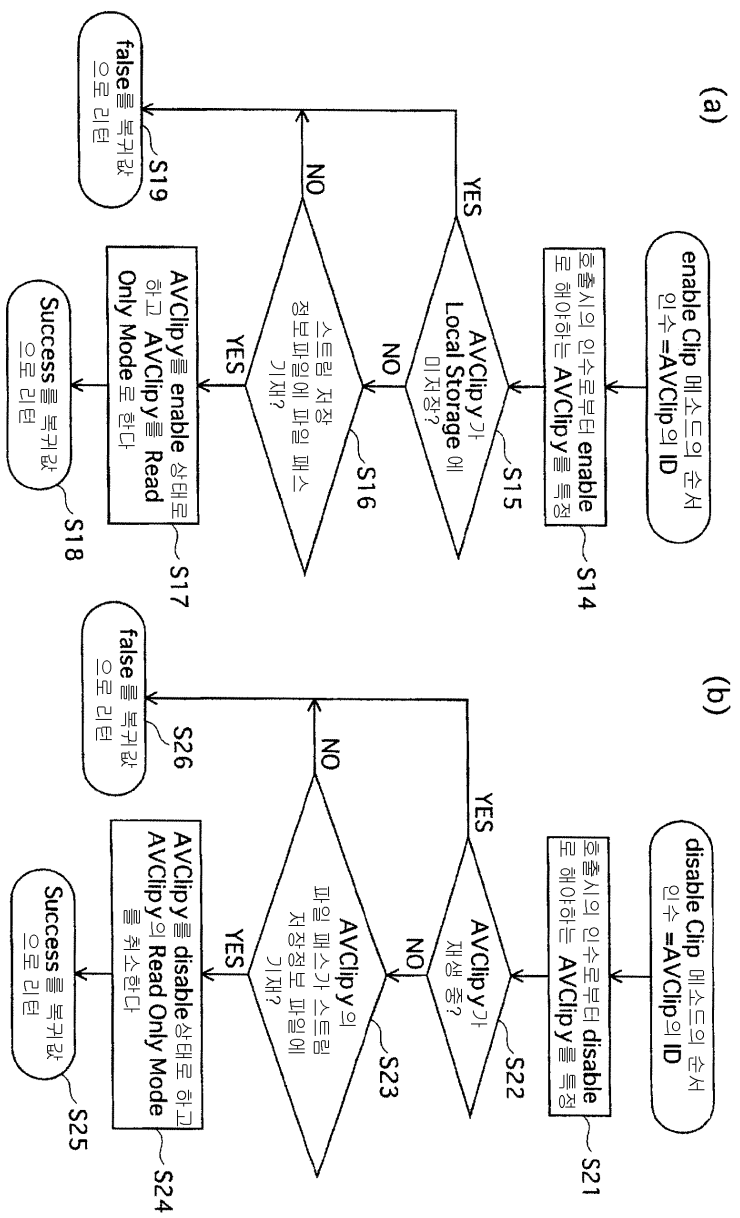 (a)
enable Clip 메소드의 순서
인수 =AVClip의 ID
호출시의 인수로부터 enable
로 해야하는 AVClipy를 특정
S14
AVClipy가
Local Storage 에
미저장?
S15
YES
NO
스트림 저장
정보파일에 파일 패스
기재?
S16
NO
YES
AVClipy를 enable 상태로
하고 AVClipy를 Read
Only Mode로 한다
S17
Success를 복귀값
으로 리턴
S18
false를 복귀값
으로 리턴
S19
(b)
disable Clip 메소드의 순서
인수 =AVClip의 ID
호출시의 인수로부터 disable
로 해야하는 AVClipy를 특정
S21
AVClipy가
재생 중?
S22
YES
NO
AVClipy의
파일 패스가 스트림
저장정보 파일에
기재?
S23
NO
YES
AVClipy를 disable상태로 하고
AVClipy의 Read Only Mode
를 취소한다
S24
Success를 복귀값
으로 리턴
S25
false를 복귀값
으로 리턴
S26